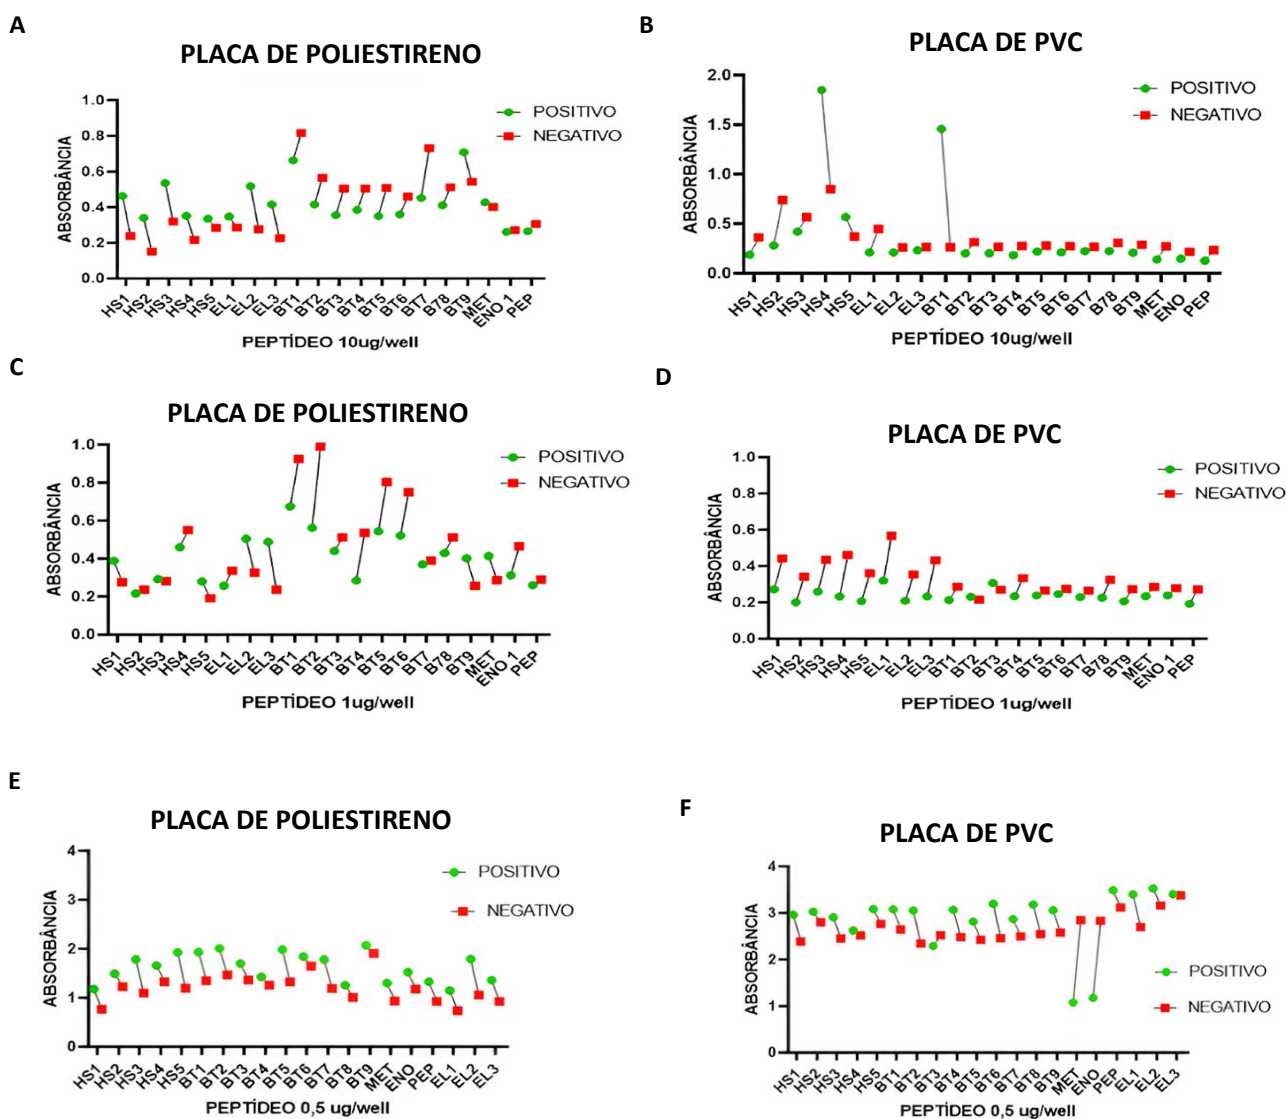 A
PLACA DE POLIESTIRENO
ABSORBÂNCIA
1.0
0.8
0.6
0.4
0.2
0.0
POSITIVO
NEGATIVO
HS1 HS2 HS3 HS4 HS5 EL1 EL2 EL3 BT1 BT2 BT3 BT4 BT5 BT6 BT7 B78 BT9 MET ENO 1 PEP
PEPTÍDEO 10ug/well
B
PLACA DE PVC
ABSORBÂNCIA
2.0
1.5
1.0
0.5
0.0
POSITIVO
NEGATIVO
HS1 HS2 HS3 HS4 HS5 EL1 EL2 EL3 BT1 BT2 BT3 BT4 BT5 BT6 BT7 B78 BT9 MET ENO PEP
PEPTÍDEO 10ug/well
C
PLACA DE POLIESTIRENO
ABSORBÂNCIA
1.0
0.8
0.6
0.4
0.2
0.0
POSITIVO
NEGATIVO
HS1 HS2 HS3 HS4 HS5 EL1 EL2 EL3 BT1 BT2 BT3 BT4 BT5 BT6 BT7 B78 BT9 MET ENO 1 PEP
PEPTÍDEO 1ug/well
D
PLACA DE PVC
ABSORBÂNCIA
1.0
0.8
0.6
0.4
0.2
0.0
POSITIVO
NEGATIVO
HS1 HS2 HS3 HS4 HS5 EL1 EL2 EL3 BT1 BT2 BT3 BT4 BT5 BT6 BT7 B78 BT9 MET ENO 1 PEP
PEPTÍDEO 1ug/well
E
PLACA DE POLIESTIRENO
ABSORBÂNCIA
4
3
2
1
0
POSITIVO
NEGATIVO
HS1 HS2 HS3 HS4 HS5 BT1 BT2 BT3 BT4 BT5 BT6 BT7 BT8 BT9 MET ENO PEP EL1 EL2 EL3
PEPTÍDEO 0,5 ug/well
F
PLACA DE PVC
ABSORBÂNCIA
4
3
2
1
0
POSITIVO
NEGATIVO
HS1 HS2 HS3 HS4 HS5 BT1 BT2 BT3 BT4 BT5 BT6 BT7 BT8 BT9 MET ENO PEP EL1 EL2 EL3
PEPTÍDEO 0,5 ug/well